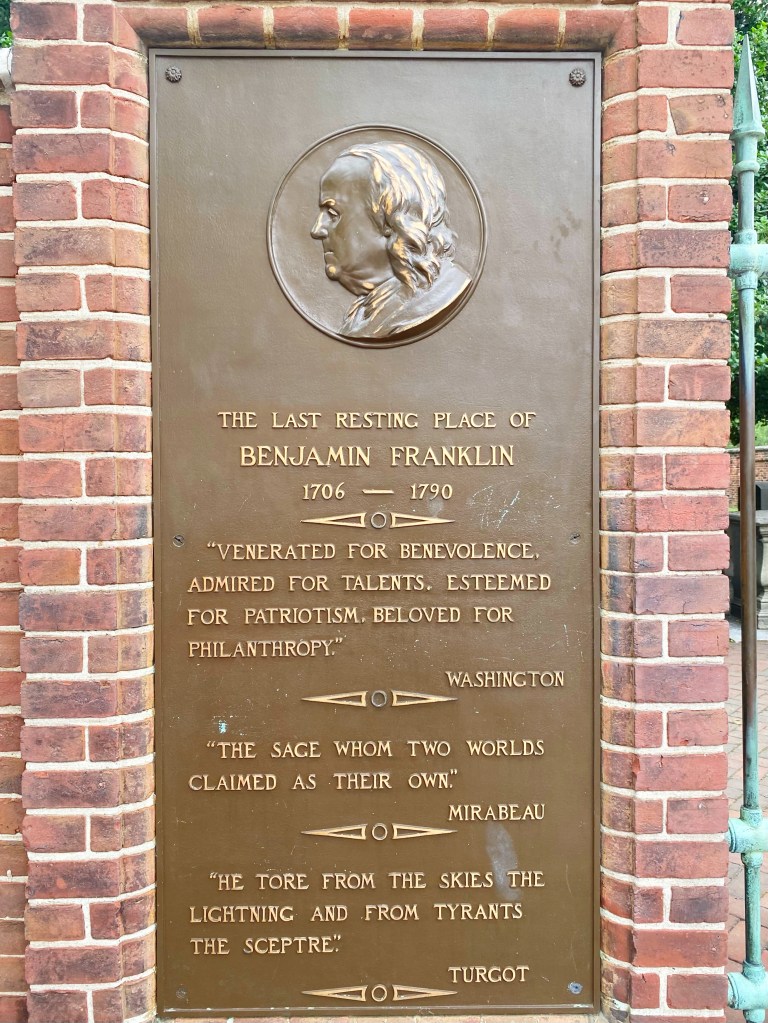 THE LAST RESTING PLACE OF
BENJAMIN FRANKLIN
1706 — 1790
"VENERATED FOR BENEVOLENCE,
ADMIRED FOR TALENTS, ESTEEMED
FOR PATRIOTISM, BELOVED FOR
PHILANTHROPY."
WASHINGTON
"THE SAGE WHOM TWO WORLDS
CLAIMED AS THEIR OWN."
MIRABEAU
"HE TORE FROM THE SKIES THE
LIGHTNING AND FROM TYRANTS
THE SCEPTRE."
TURGOT